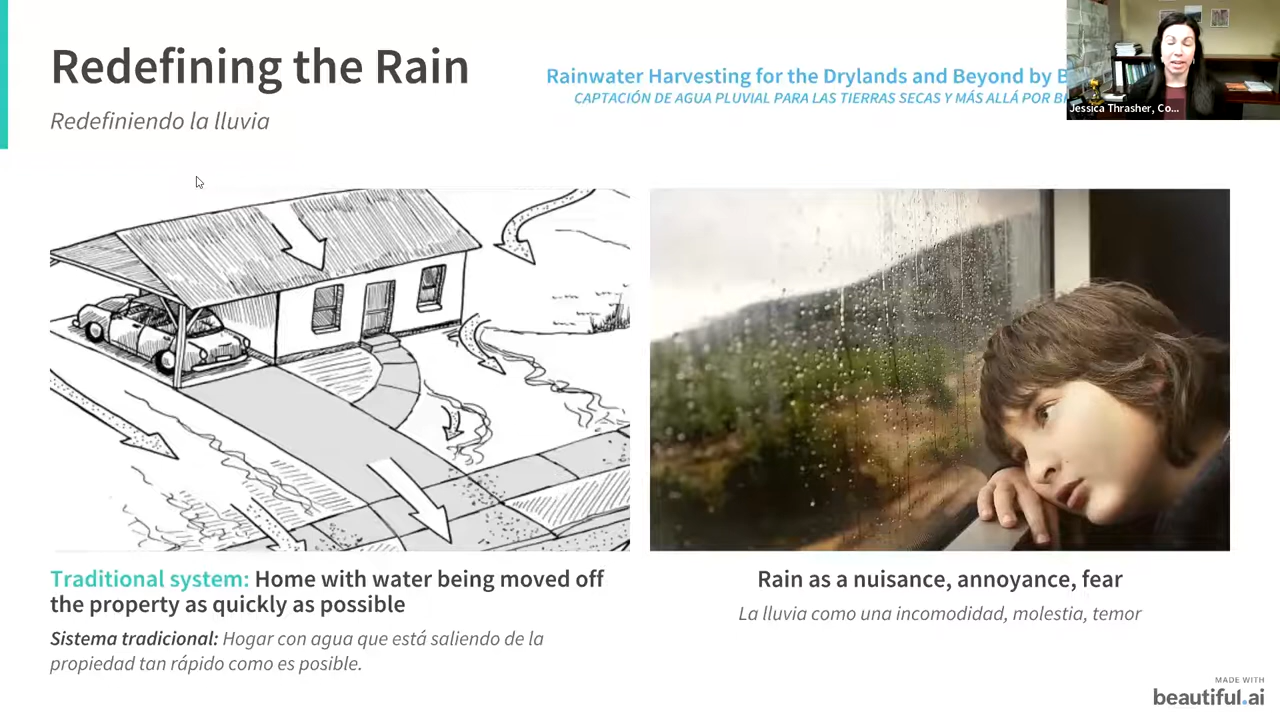 Redefining the Rain
Redefiniendo la lluvia
Rainwater Harvesting for the Drylands and Beyond by
CAPTACIÓN DE AGUA PLUVIAL PARA LAS TIERRAS SECAS Y MÁS ALLÁ POR
Jessica Thrasher, Co...
Traditional system: Home with water being moved off
the property as quickly as possible
Sistema tradicional: Hogar con agua que está saliendo de la
propiedad tan rápido como es posible.
Rain as a nuisance, annoyance, fear
La lluvia como una incomodidad, molestia, temor
MADE WITH
beautiful.ai